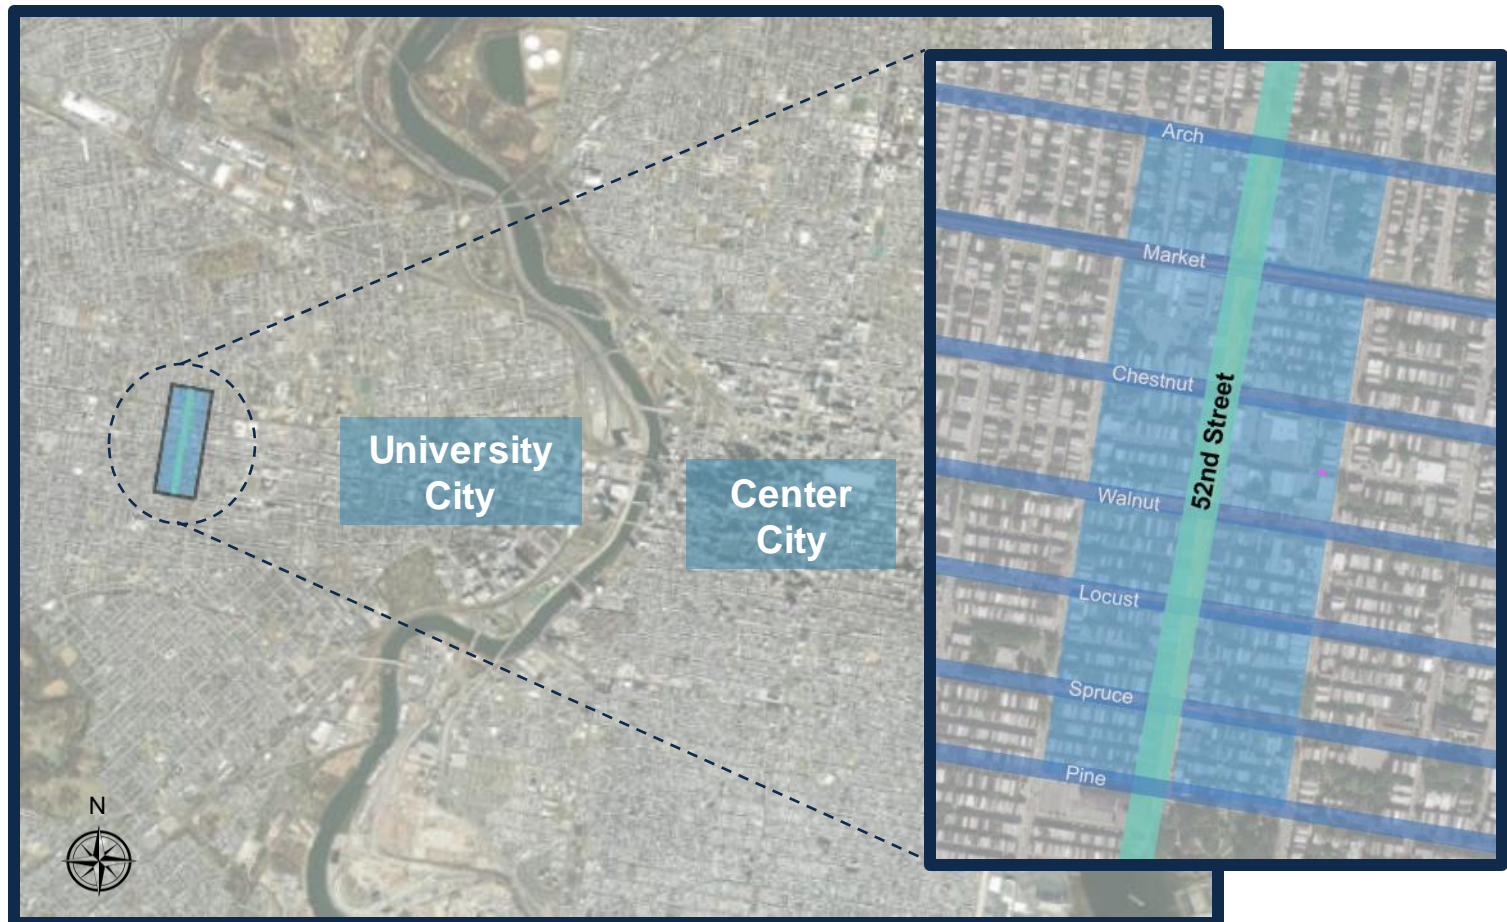 University
City
Center
City
N
Arch
Market
Chestnut
52nd Street
Walnut
Locust
Spruce
Pine